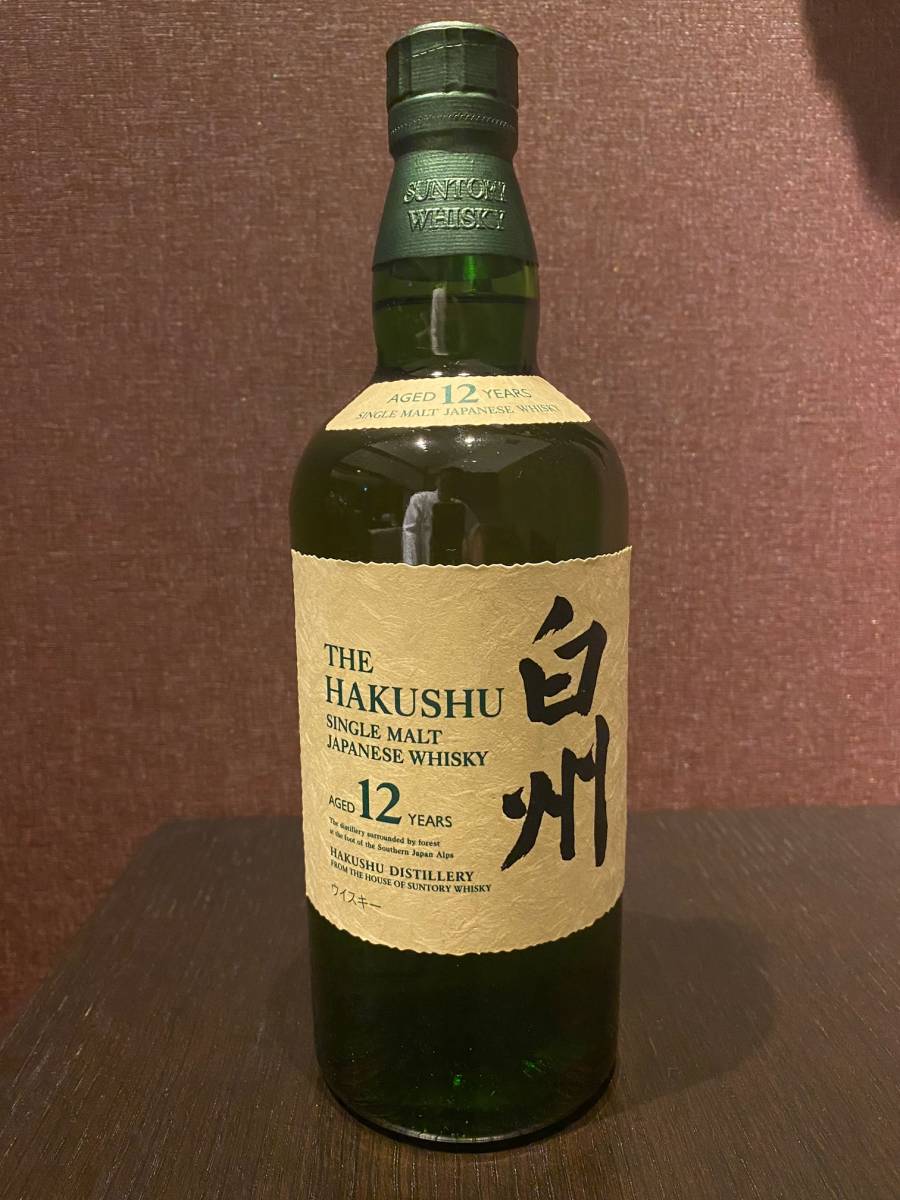 SUNTORY
WHISKY
AGED 12 YEARS
SINGLE MALT JAPANESE WHISKY
THE
HAKUSHU
SINGLE MALT
JAPANESE WHISKY
AGED 12 YEARS
The distillery surrounded by forest
at the foot of the Southern Japan Alps
HAKUSHU DISTILLERY
FROM THE HOUSE OF SUNTORY WHISKY
ウイスキー
白州